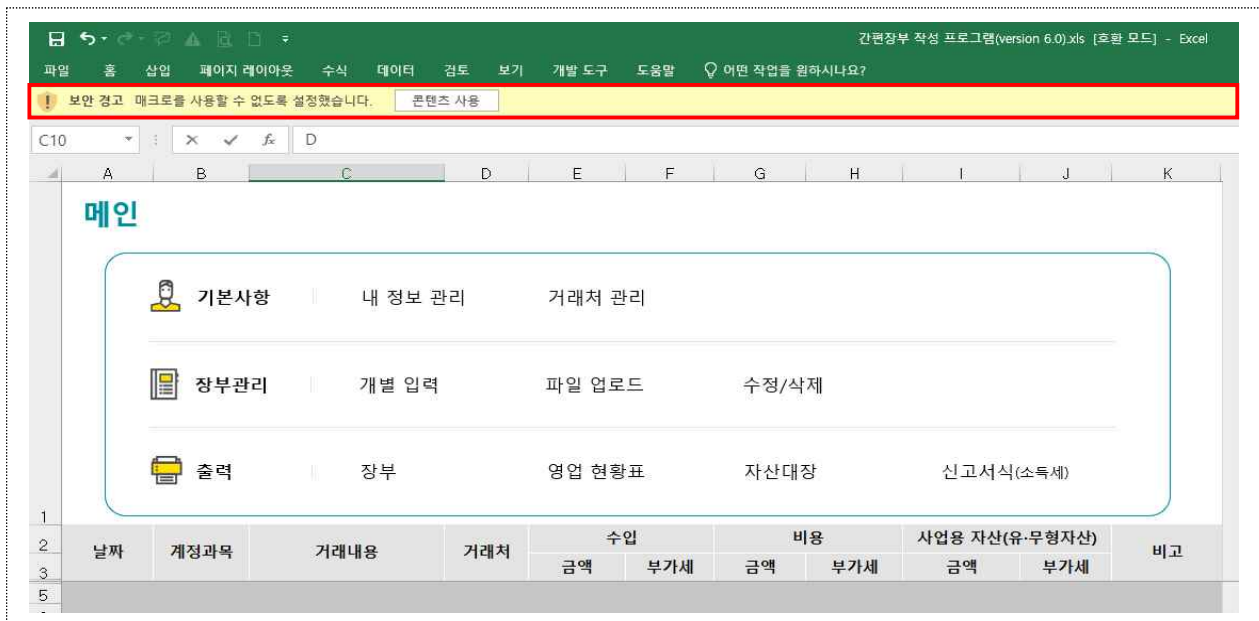 간편장부 작성 프로그램(version 6.0).xls [호환 모드] - Excel
파일 홈 삽입 페이지 레이아웃 수식 데이터 검토 보기 개발 도구 도움말 어떤 작업을 원하시나요?
! 보안 경고 매크로를 사용할 수 없도록 설정했습니다. 콘텐츠 사용
C10 fx D
A B C D E F G H I J K
메인
기본사항 내 정보 관리 거래처 관리
장부관리 개별 입력 파일 업로드 수정/삭제
출력 장부 영업 현황표 자산대장 신고서식(소득세)
1
2 날짜 계정과목 거래내용 거래처 수입 비용 사업용 자산(유·무형자산) 비고
3 금액 부가세 금액 부가세 금액 부가세
5